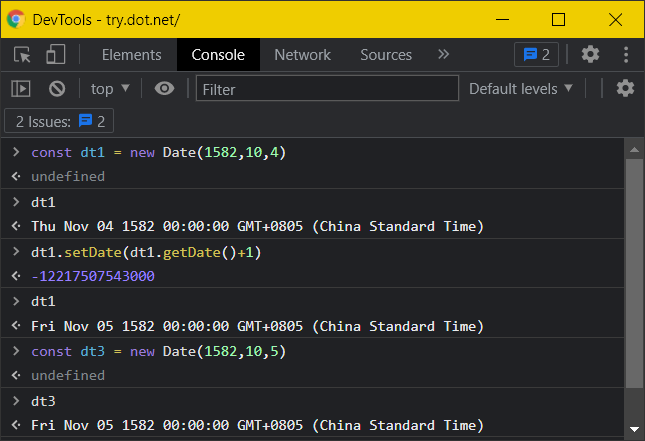 DevTools - try.dot.net/
Elements Console Network Sources » 2
top ▼ Filter Default levels ▼
2 Issues: 2
> const dt1 = new Date(1582,10,4)
undefined
> dt1
Thu Nov 04 1582 00:00:00 GMT+0805 (China Standard Time)
> dt1.setDate(dt1.getDate()+1)
-12217507543000
> dt1
Fri Nov 05 1582 00:00:00 GMT+0805 (China Standard Time)
> const dt3 = new Date(1582,10,5)
undefined
> dt3
Fri Nov 05 1582 00:00:00 GMT+0805 (China Standard Time)